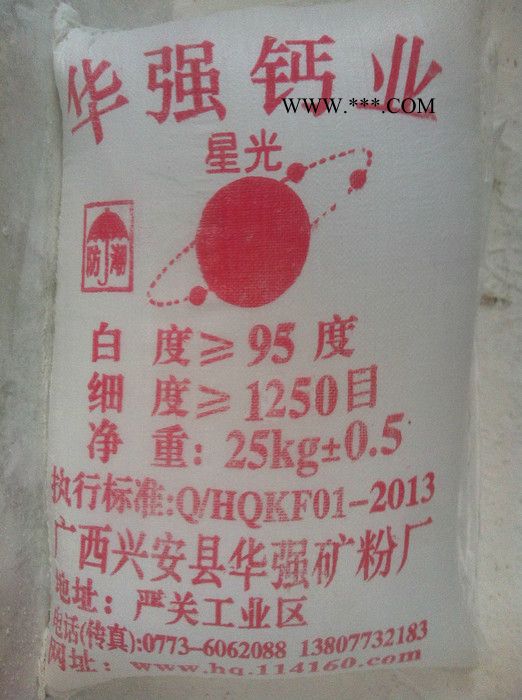 华强钙业
WWW.***.COM
星光
防潮
白 度≥95 度
细 度≥1250目
净 重：25kg±0.5
执行标准:Q/HQKF01-2013
广西兴安县华强矿粉厂
地址：严关工业区
电话(传真):0773-6062088 13807732183
网址：www.hq.114160.com